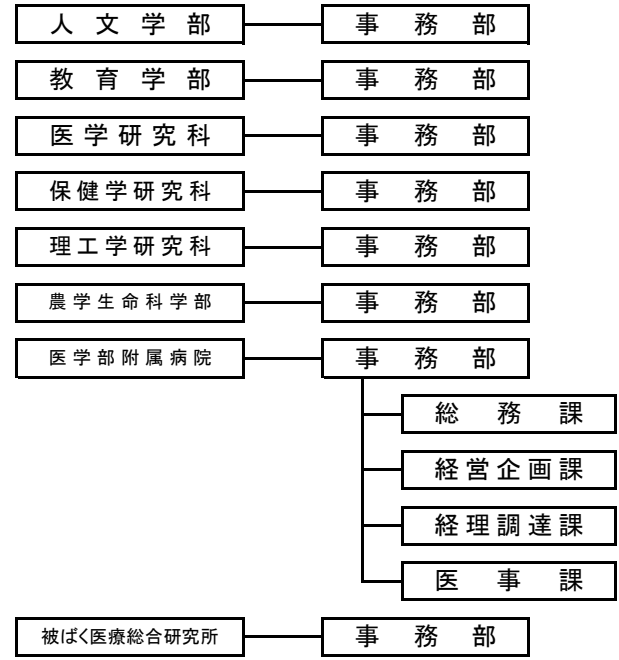 人文学部 事務部
教育学部 事務部
医学研究科 事務部
保健学研究科 事務部
理工学研究科 事務部
農学生命科学部 事務部
医学部附属病院 事務部
総務課
経営企画課
経理調達課
医事課
被ばく医療総合研究所 事務部